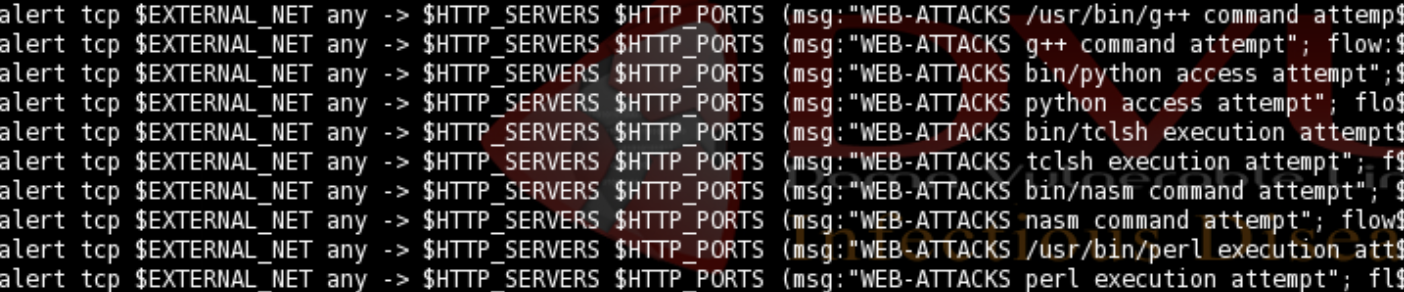 alert tcp $EXTERNAL_NET any -> $HTTP_SERVERS $HTTP_PORTS (msg:"WEB-ATTACKS /usr/bin/g++ command attemp$
alert tcp $EXTERNAL_NET any -> $HTTP_SERVERS $HTTP_PORTS (msg:"WEB-ATTACKS g++ command attempt"; flow:$
alert tcp $EXTERNAL_NET any -> $HTTP_SERVERS $HTTP_PORTS (msg:"WEB-ATTACKS bin/python access attempt";$
alert tcp $EXTERNAL_NET any -> $HTTP_SERVERS $HTTP_PORTS (msg:"WEB-ATTACKS python access attempt"; flo$
alert tcp $EXTERNAL_NET any -> $HTTP_SERVERS $HTTP_PORTS (msg:"WEB-ATTACKS bin/tclsh execution attempt$
alert tcp $EXTERNAL_NET any -> $HTTP_SERVERS $HTTP_PORTS (msg:"WEB-ATTACKS tclsh execution attempt"; f$
alert tcp $EXTERNAL_NET any -> $HTTP_SERVERS $HTTP_PORTS (msg:"WEB-ATTACKS bin/nasm command attempt"; $
alert tcp $EXTERNAL_NET any -> $HTTP_SERVERS $HTTP_PORTS (msg:"WEB-ATTACKS nasm command attempt"; flow$
alert tcp $EXTERNAL_NET any -> $HTTP_SERVERS $HTTP_PORTS (msg:"WEB-ATTACKS /usr/bin/perl execution att$
alert tcp $EXTERNAL_NET any -> $HTTP_SERVERS $HTTP_PORTS (msg:"WEB-ATTACKS perl execution attempt"; fl$